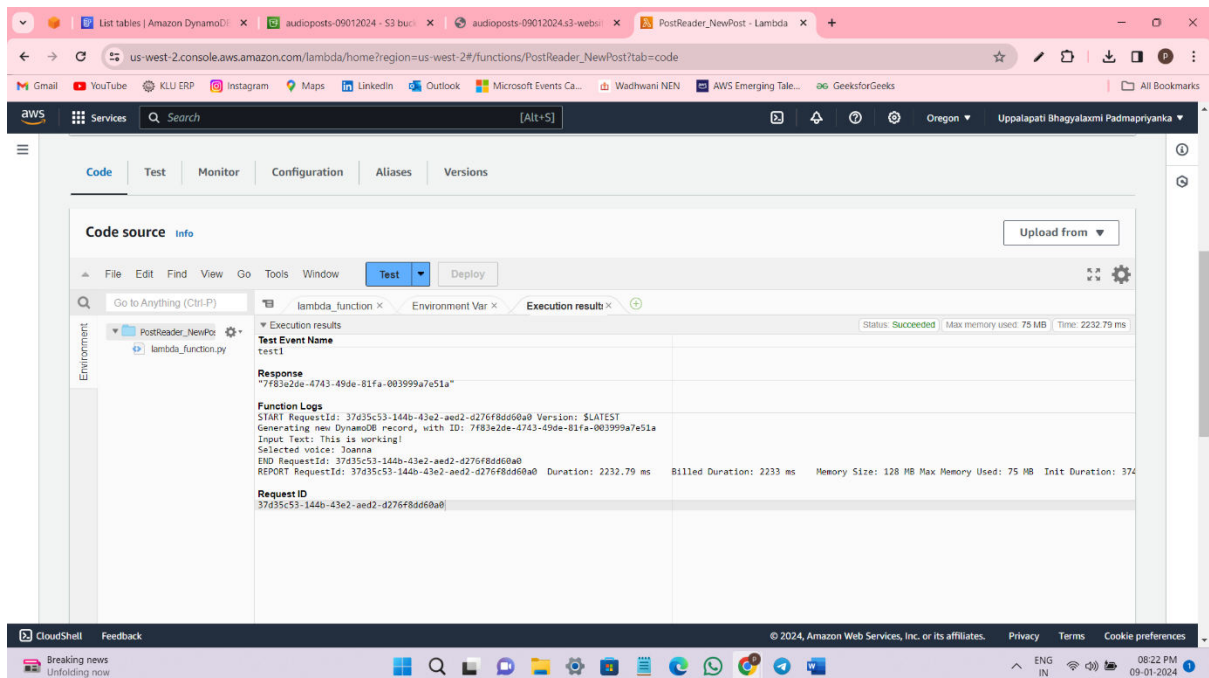 List tables | Amazon DynamoDB
audioposts-09012024 - S3 buck
audioposts-09012024.s3-websit
PostReader_NewPost - Lambda
us-west-2.console.aws.amazon.com/lambda/home?region=us-west-2#/functions/PostReader_NewPost?tab=code
P
Gmail YouTube KLU ERP Instagram Maps LinkedIn Outlook Microsoft Events Ca... Wadhwani NEN AWS Emerging Tale... GeeksforGeeks All Bookmarks
aws Services Search [Alt+S] Oregon Uppalapati Bhagyalaxmi Padmapriyanka
Code Test Monitor Configuration Aliases Versions
Code source Info Upload from
File Edit Find View Go Tools Window Test Deploy
Go to Anything (Ctrl-P) lambda_function Environment Var Execution results
Environment
PostReader_NewPos
lambda_function.py
Execution results Status: Succeeded Max memory used: 75 MB Time: 2232.79 ms
Test Event Name
test1
Response
"7f83e2de-4743-49de-81fa-003999a7e51a"
Function Logs
START RequestId: 37d35c53-144b-43e2-aed2-d276f8dd60a0 Version: $LATEST
Generating new DynamoDB record, with ID: 7f83e2de-4743-49de-81fa-003999a7e51a
Input Text: This is working!
Selected voice: Joanna
END RequestId: 37d35c53-144b-43e2-aed2-d276f8dd60a0
REPORT RequestId: 37d35c53-144b-43e2-aed2-d276f8dd60a0 Duration: 2232.79 ms Billed Duration: 2233 ms Memory Size: 128 MB Max Memory Used: 75 MB Init Duration: 374
Request ID
37d35c53-144b-43e2-aed2-d276f8dd60a0
CloudShell Feedback © 2024, Amazon Web Services, Inc. or its affiliates. Privacy Terms Cookie preferences
Breaking news
Unfolding now
ENG
IN
08:22 PM
09-01-2024
1